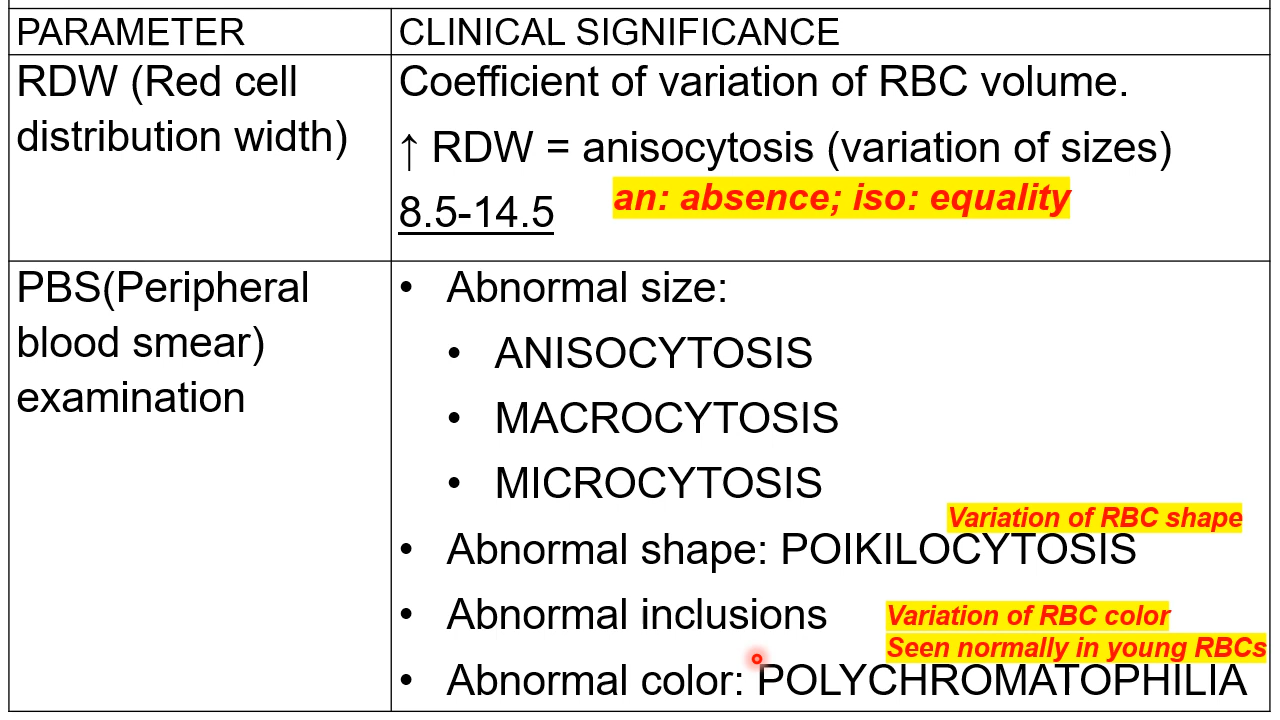 PARAMETER
CLINICAL SIGNIFICANCE
RDW (Red cell
distribution width)
Coefficient of variation of RBC volume.
↑ RDW = anisocytosis (variation of sizes)
an: absence; iso: equality
8.5-14.5
PBS(Peripheral
blood smear)
examination
• Abnormal size:
• ANISOCYTOSIS
• MACROCYTOSIS
• MICROCYTOSIS
Variation of RBC shape
• Abnormal shape: POIKILOCYTOSIS
• Abnormal inclusions
Variation of RBC color
Seen normally in young RBCs
• Abnormal color: POLYCHROMATOPHILIA